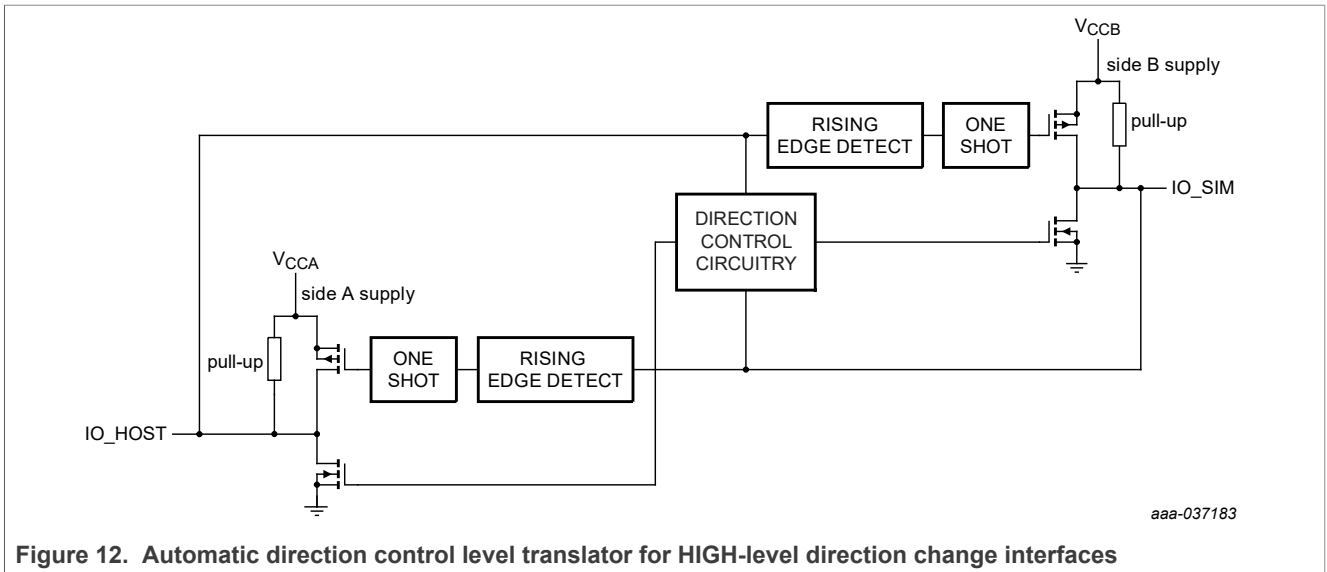 VCCB
side B supply
RISING
EDGE DETECT
ONE
SHOT
pull-up
IO_SIM
DIRECTION
CONTROL
CIRCUITRY
VCCA
side A supply
pull-up
ONE
SHOT
RISING
EDGE DETECT
IO_HOST
aaa-037183
Figure 12. Automatic direction control level translator for HIGH-level direction change interfaces